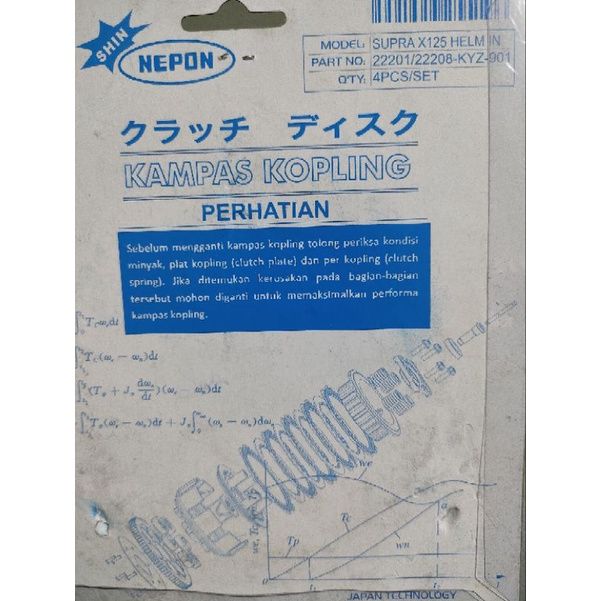 SHIN
NEPON
MODEL: SUPRA X125 HELM IN
PART NO: 22201/22208-KYZ-901
Q'TY: 4PCS/SET
クラッチ ディスク
KAMPAS KOPLING
PERHATIAN
Sebelum mengganti kampas kopling tolong periksa kondisi
minyak, plat kopling (clutch plate) dan per kopling (clutch
spring). Jika ditemukan kerusakan pada bagian-bagian
tersebut mohon diganti untuk memaksimalkan performa
kampas kopling.
JAPAN TECHNOLOGY